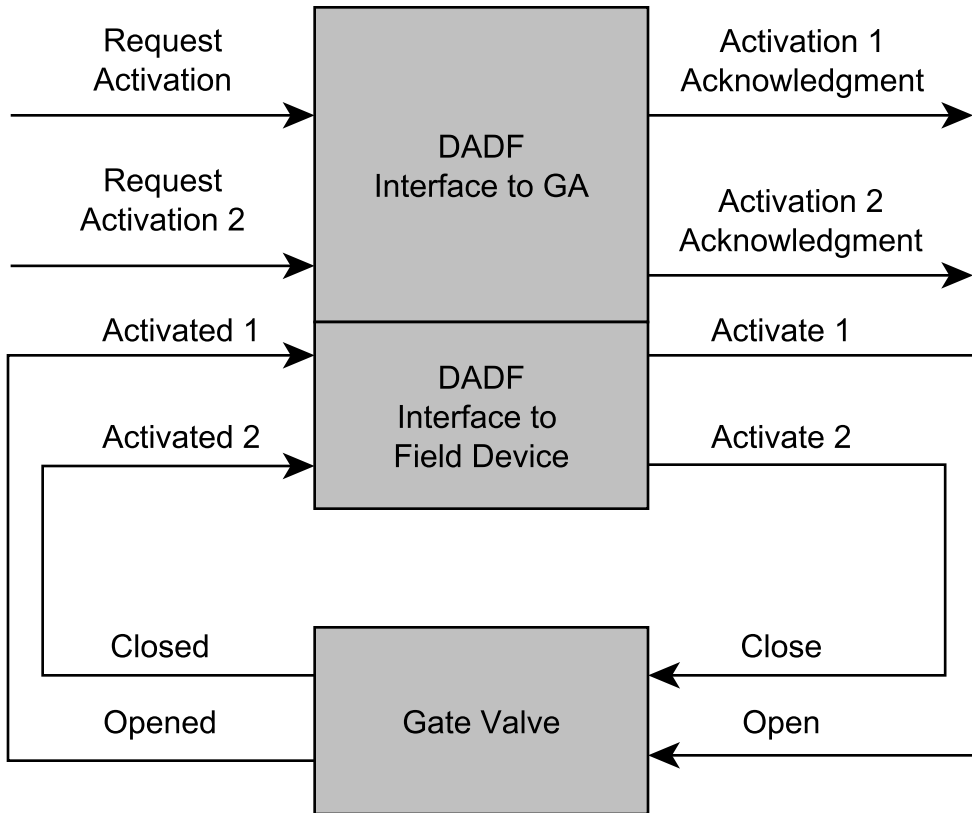 Request
Activation
Activation 1
Acknowledgment
DADF
Interface to GA
Request
Activation 2
Activation 2
Acknowledgment
Activated 1
Activate 1
DADF
Interface to
Field Device
Activated 2
Activate 2
Closed
Close
Opened
Gate Valve
Open